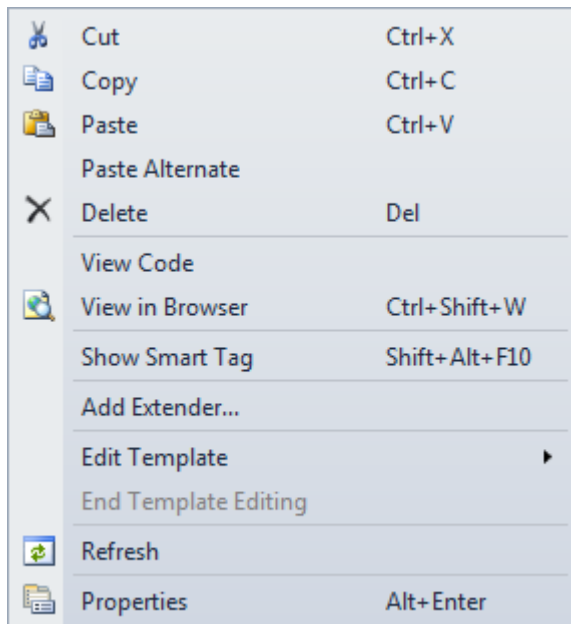 Cut Ctrl+X
Copy Ctrl+C
Paste Ctrl+V
Paste Alternate
Delete Del
View Code
View in Browser Ctrl+Shift+W
Show Smart Tag Shift+Alt+F10
Add Extender...
Edit Template
End Template Editing
Refresh
Properties Alt+Enter